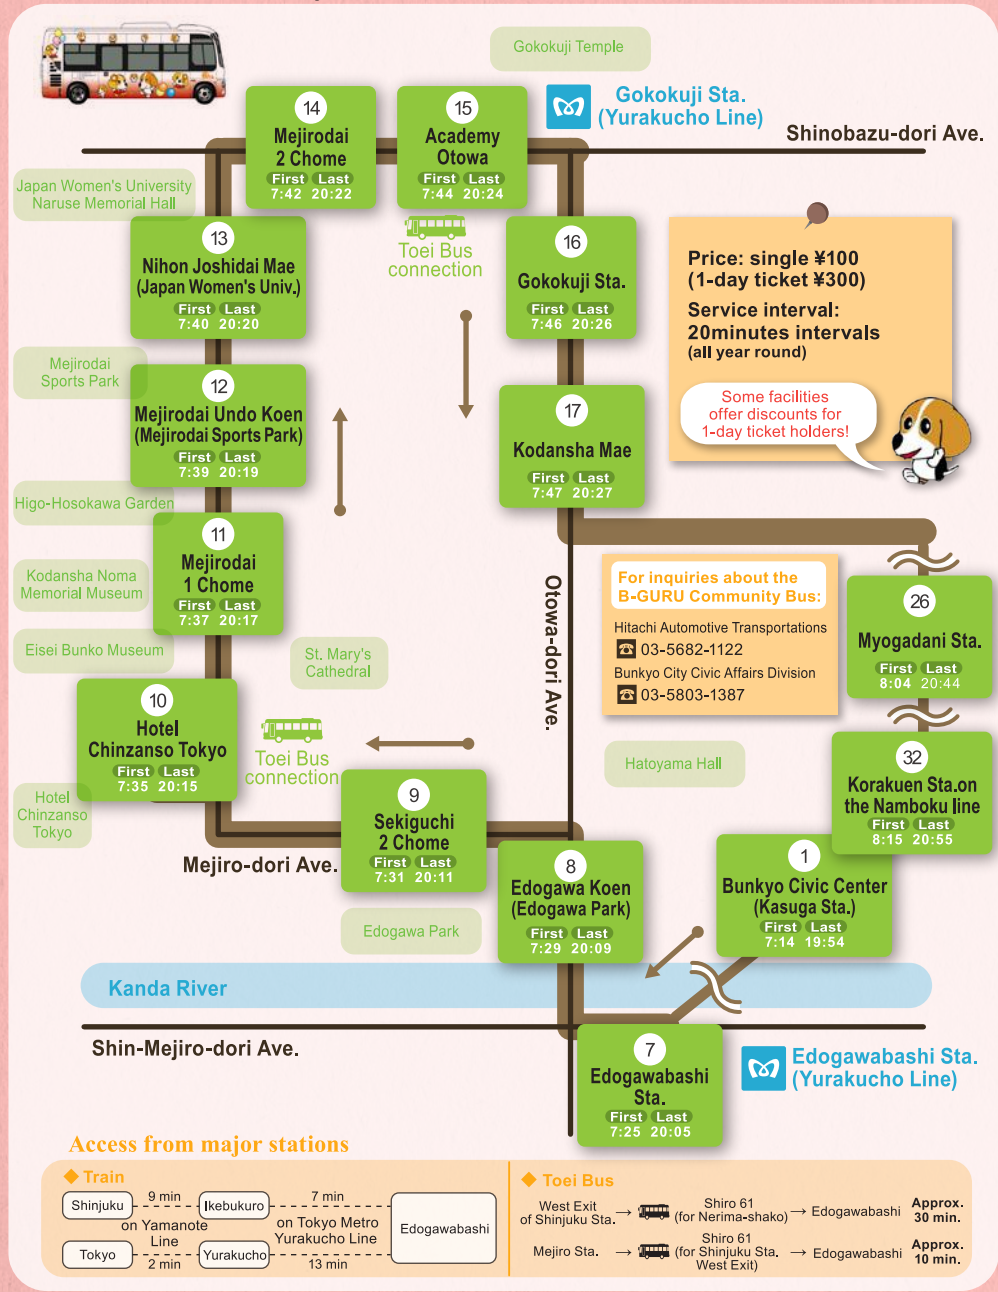 Gokokuji Temple
Gokokuji Sta.
(Yurakucho Line)
Shinobazu-dori Ave.
14
Mejirodai
2 Chome
First Last
7:42 20:22
15
Academy
Otowa
First Last
7:44 20:24
Japan Women's University
Naruse Memorial Hall
13
Nihon Joshidai Mae
(Japan Women's Univ.)
First Last
7:40 20:20
Toei Bus
connection
16
Gokokuji Sta.
First Last
7:46 20:26
Price: single ¥100
(1-day ticket ¥300)
Service interval:
20minutes intervals
(all year round)
Some facilities
offer discounts for
1-day ticket holders!
Mejirodai
Sports Park
12
Mejirodai Undo Koen
(Mejirodai Sports Park)
First Last
7:39 20:19
17
Kodansha Mae
First Last
7:47 20:27
Higo-Hosokawa Garden
11
Mejirodai
1 Chome
First Last
7:37 20:17
Kodansha Noma
Memorial Museum
Eisei Bunko Museum
St. Mary's
Cathedral
Otowa-dori Ave.
For inquiries about the
B-GURU Community Bus:
Hitachi Automotive Transportations
03-5682-1122
Bunkyo City Civic Affairs Division
03-5803-1387
26
Myogadani Sta.
First Last
8:04 20:44
10
Hotel
Chinzanso Tokyo
First Last
7:35 20:15
Toei Bus
connection
Hatoyama Hall
32
Korakuen Sta.on
the Namboku line
First Last
8:15 20:55
Hotel
Chinzanso
Tokyo
9
Sekiguchi
2 Chome
First Last
7:31 20:11
Mejiro-dori Ave.
8
Edogawa Koen
(Edogawa Park)
First Last
7:29 20:09
1
Bunkyo Civic Center
(Kasuga Sta.)
First Last
7:14 19:54
Edogawa Park
Kanda River
Shin-Mejiro-dori Ave.
7
Edogawabashi
Sta.
First Last
7:25 20:05
Edogawabashi Sta.
(Yurakucho Line)
Access from major stations
Train
Shinjuku 9 min Ikebukuro 7 min
on Yamanote
Line
on Tokyo Metro
Yurakucho Line
Edogawabashi
Tokyo 2 min Yurakucho 13 min
Toei Bus
West Exit
of Shinjuku Sta. → Shiro 61
(for Nerima-shako) → Edogawabashi Approx.
30 min.
Mejiro Sta. → Shiro 61
(for Shinjuku Sta.
West Exit) → Edogawabashi Approx.
10 min.